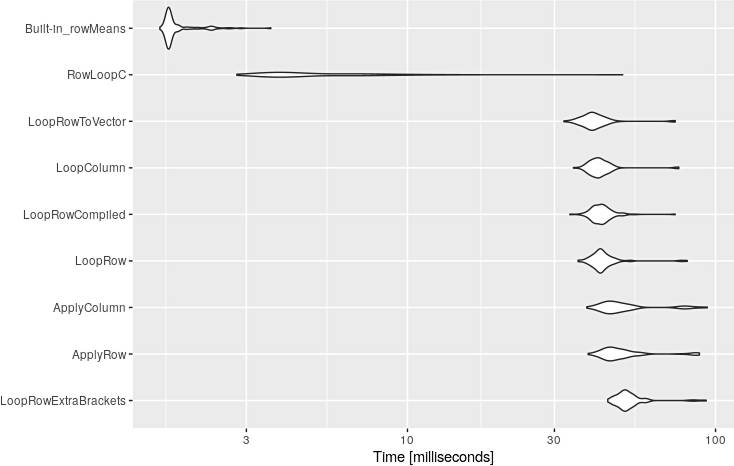 Built-in_rowMeans
RowLoopC
LoopRowToVector
LoopColumn
LoopRowCompiled
LoopRow
ApplyColumn
ApplyRow
LoopRowExtraBrackets
3 10 30 100
Time [milliseconds]